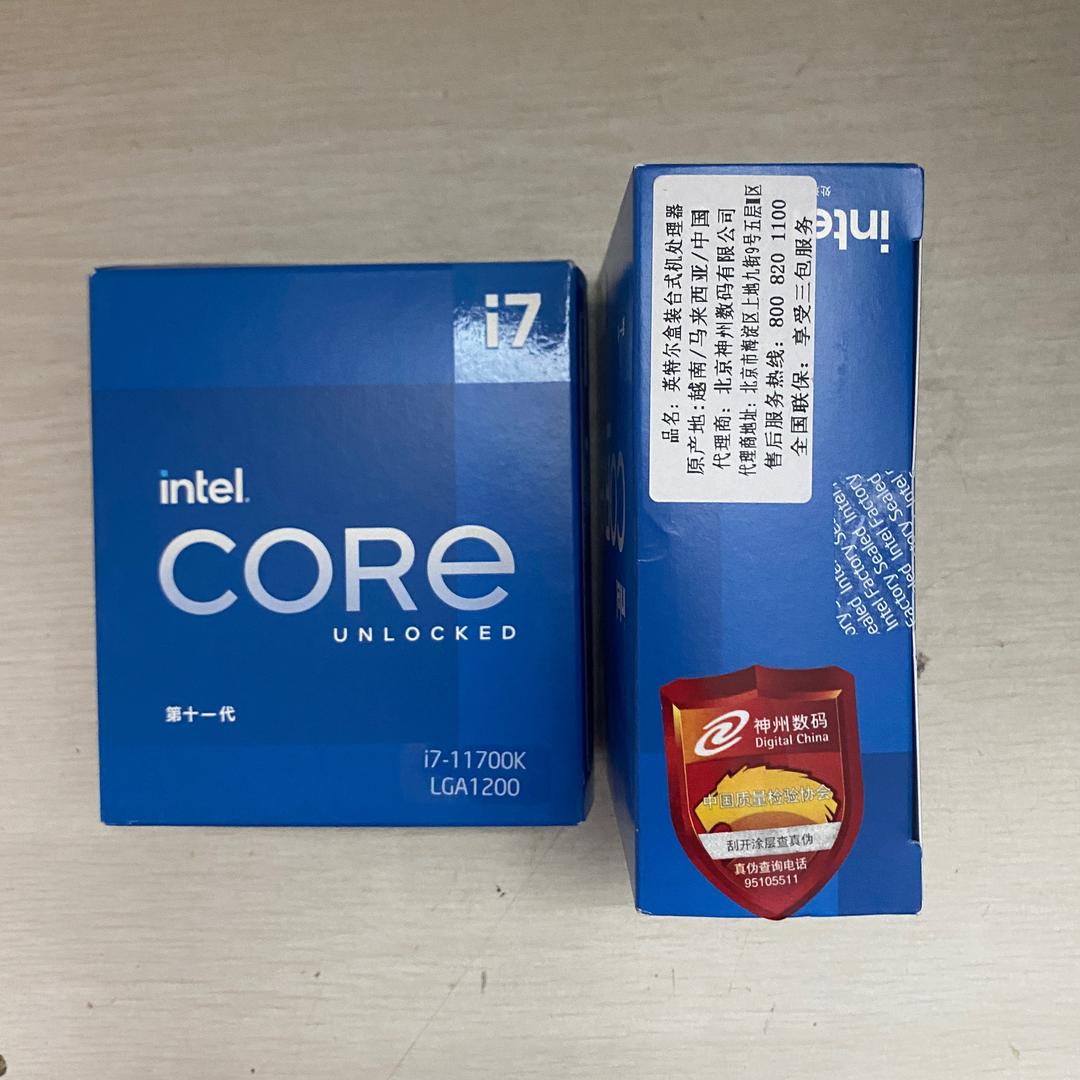 i7
intel.
CORE
UNLOCKED
第十一代
i7-11700K
LGA1200
intel
品名: 英特尔盒装台式机处理器
原产地:越南/马来西亚/中国
代理商: 北京神州数码有限公司
代理商地址: 北京市海淀区上地九街9号五层Ⅱ区
售后服务热线: 800 820 1100
全国联保: 享受三包服务
Intel Factory Sealed
神州数码
Digital China
中国质量检验协会
刮开涂层查真伪
真伪查询电话
95105511